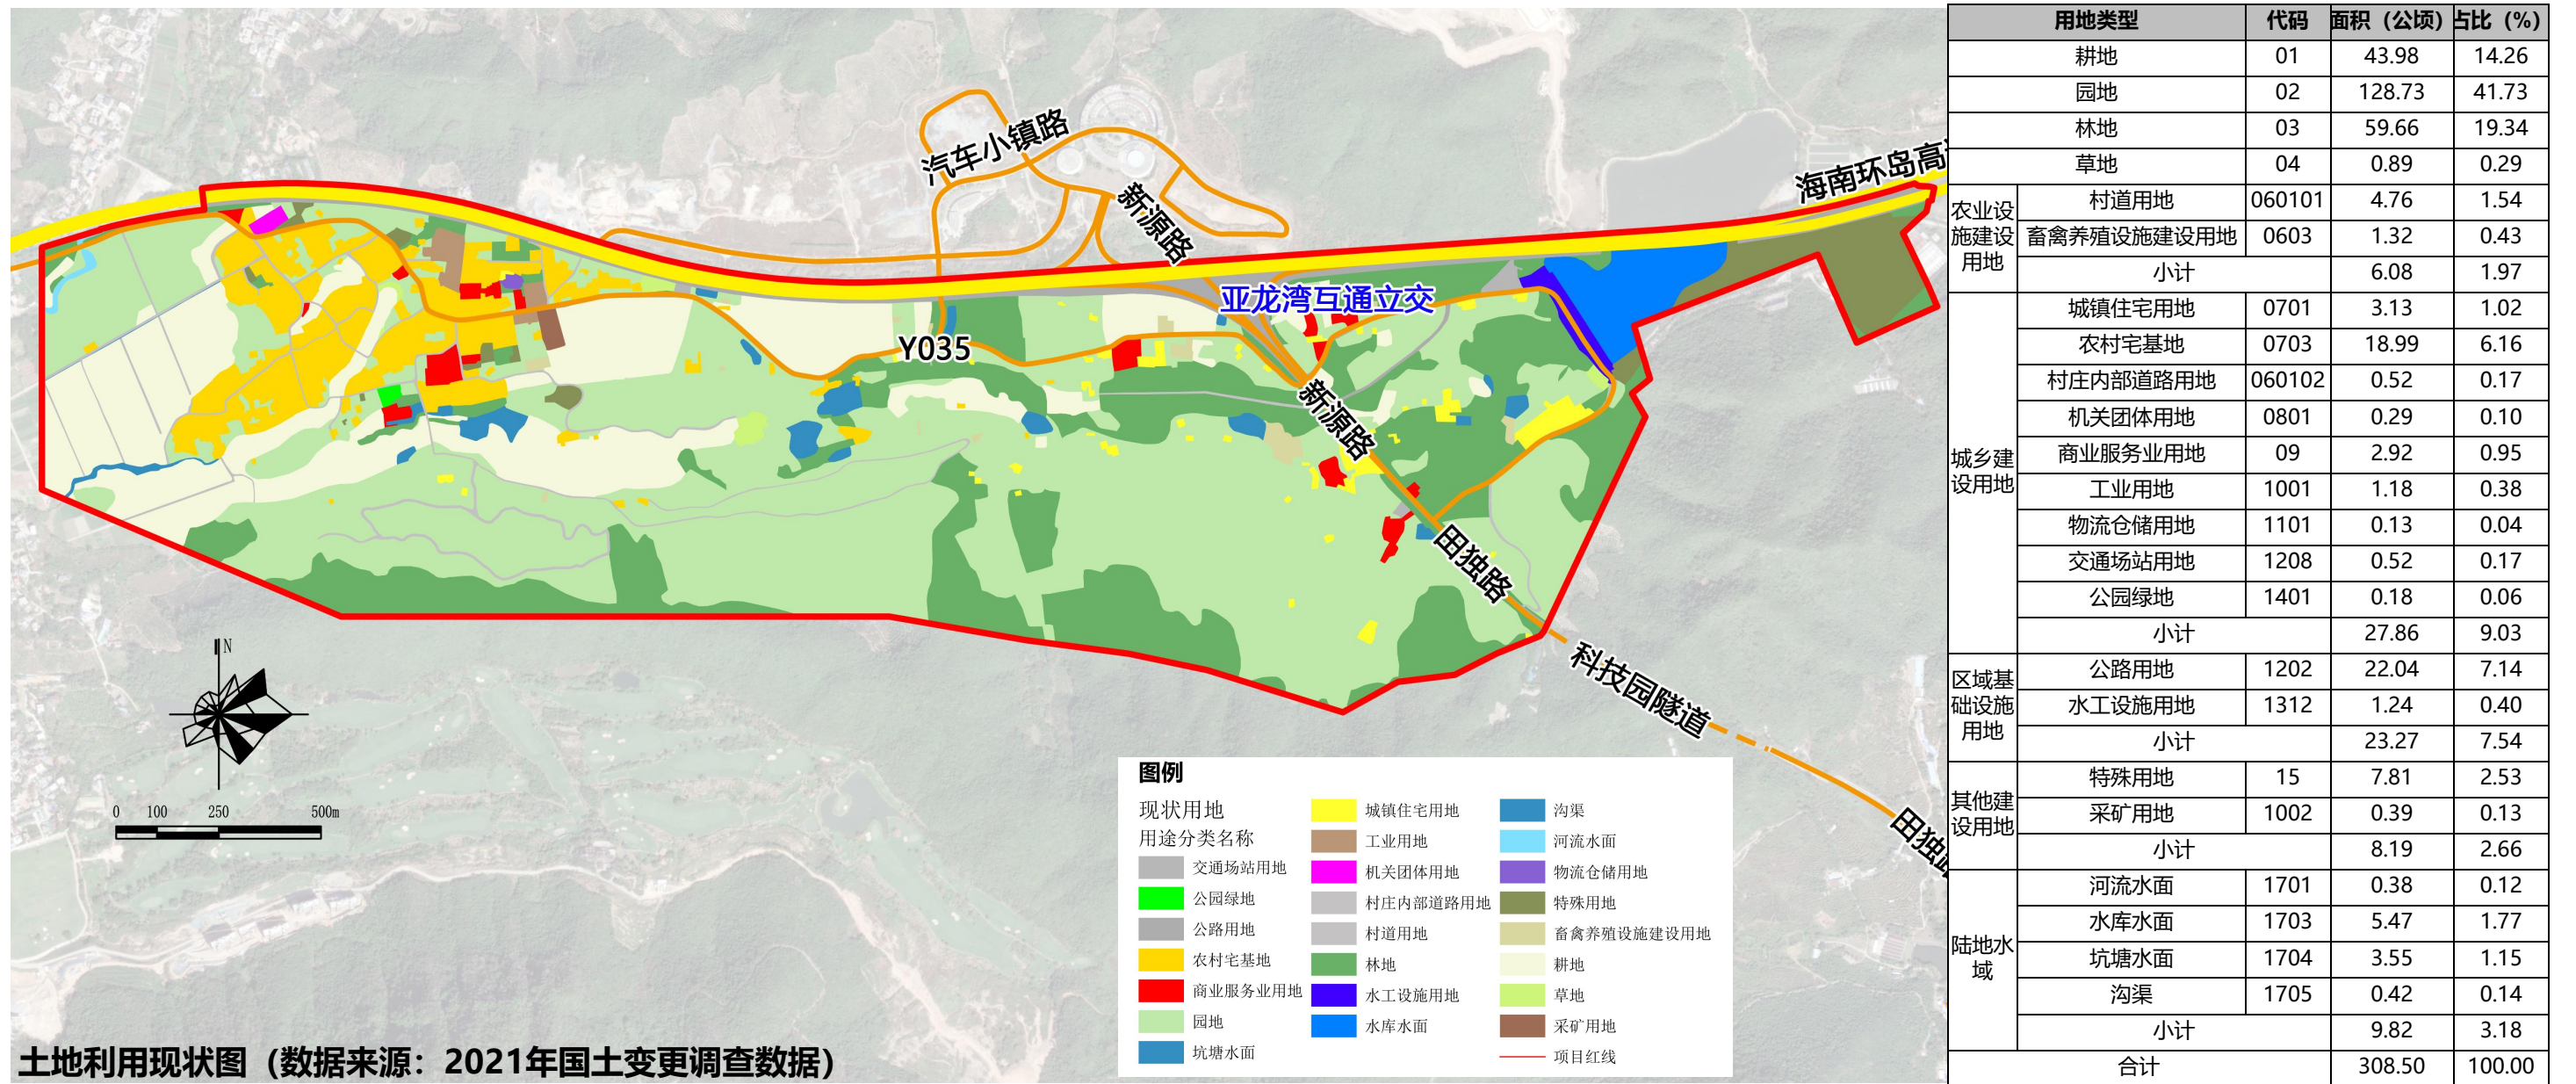 汽车小镇路
新源路
海南环岛高
亚龙湾互通立交
Y035
新源路
田独路
科技园隧道
田独
N
0 100 250 500m
土地利用现状图（数据来源：2021年国土变更调查数据）
图例
现状用地
用途分类名称
交通场站用地
公园绿地
公路用地
农村宅基地
商业服务业用地
园地
坑塘水面
城镇住宅用地
工业用地
机关团体用地
村庄内部道路用地
村道用地
林地
水工设施用地
水库水面
沟渠
河流水面
物流仓储用地
特殊用地
畜禽养殖设施建设用地
耕地
草地
采矿用地
项目红线
用地类型 代码 面积（公顷） 占比（%）
耕地 01 43.98 14.26
园地 02 128.73 41.73
林地 03 59.66 19.34
草地 04 0.89 0.29
农业设施建设用地
村道用地 060101 4.76 1.54
畜禽养殖设施建设用地 0603 1.32 0.43
小计 6.08 1.97
城乡建设用地
城镇住宅用地 0701 3.13 1.02
农村宅基地 0703 18.99 6.16
村庄内部道路用地 060102 0.52 0.17
机关团体用地 0801 0.29 0.10
商业服务业用地 09 2.92 0.95
工业用地 1001 1.18 0.38
物流仓储用地 1101 0.13 0.04
交通场站用地 1208 0.52 0.17
公园绿地 1401 0.18 0.06
小计 27.86 9.03
区域基础设施用地
公路用地 1202 22.04 7.14
水工设施用地 1312 1.24 0.40
小计 23.27 7.54
其他建设用地
特殊用地 15 7.81 2.53
采矿用地 1002 0.39 0.13
小计 8.19 2.66
陆地水域
河流水面 1701 0.38 0.12
水库水面 1703 5.47 1.77
坑塘水面 1704 3.55 1.15
沟渠 1705 0.42 0.14
小计 9.82 3.18
合计 308.50 100.00